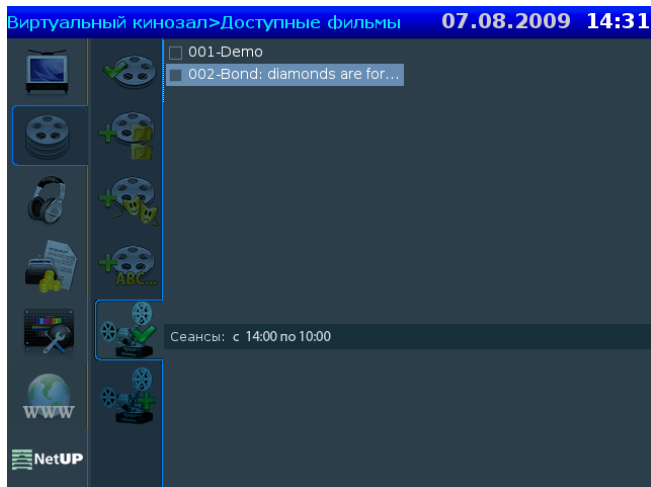 Виртуальный кинозал>Доступные фильмы 07.08.2009 14:31
001-Demo
002-Bond: diamonds are for...
ABC...
Сеансы: с 14:00 по 10:00
WWW
NetUP